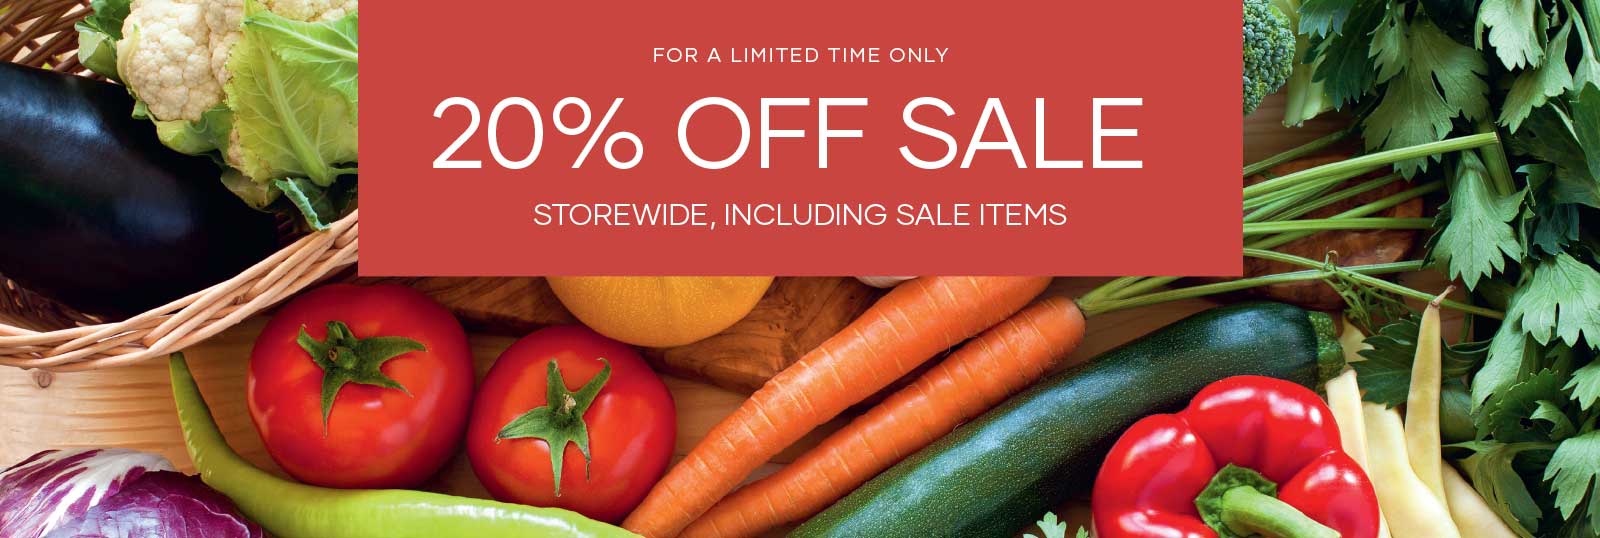 FOR A LIMITED TIME ONLY
20% OFF SALE
STOREWIDE, INCLUDING SALE ITEMS